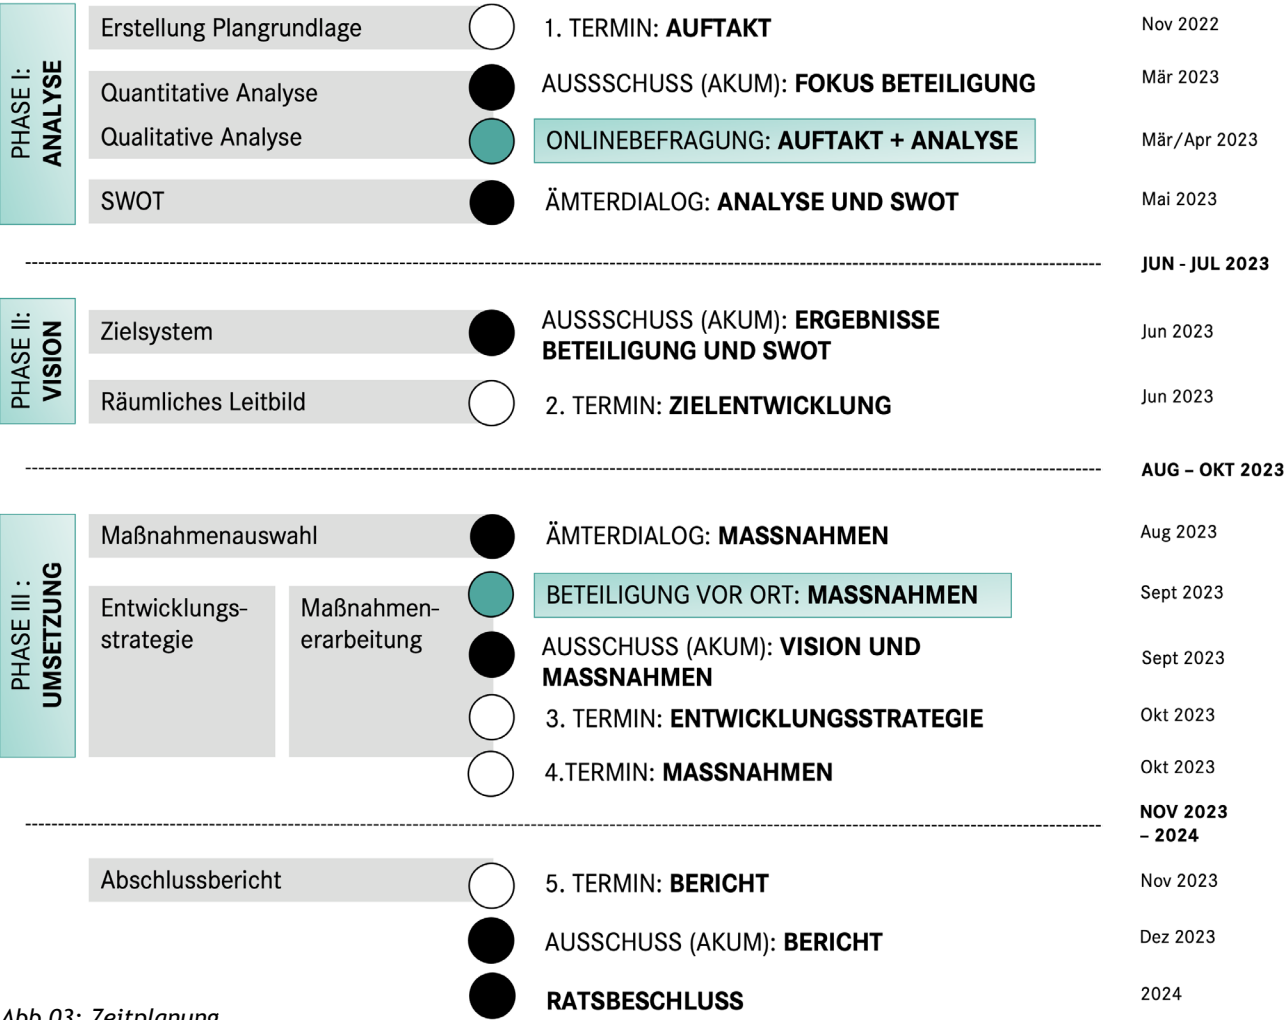 PHASE I:
ANALYSE
Erstellung Plangrundlage
1. TERMIN: AUFTAKT
Nov 2022
Quantitative Analyse
AUSSSCHUSS (AKUM): FOKUS BETEILIGUNG
Mär 2023
Qualitative Analyse
ONLINEBEFRAGUNG: AUFTAKT + ANALYSE
Mär/Apr 2023
SWOT
ÄMTERDIALOG: ANALYSE UND SWOT
Mai 2023
JUN - JUL 2023
PHASE II:
VISION
Zielsystem
AUSSSCHUSS (AKUM): ERGEBNISSE
BETEILIGUNG UND SWOT
Jun 2023
Räumliches Leitbild
2. TERMIN: ZIELENTWICKLUNG
Jun 2023
AUG – OKT 2023
PHASE III :
UMSETZUNG
Maßnahmenauswahl
ÄMTERDIALOG: MASSNAHMEN
Aug 2023
Entwicklungs-
strategie
Maßnahmen-
erarbeitung
BETEILIGUNG VOR ORT: MASSNAHMEN
Sept 2023
AUSSCHUSS (AKUM): VISION UND
MASSNAHMEN
Sept 2023
3. TERMIN: ENTWICKLUNGSSTRATEGIE
Okt 2023
4.TERMIN: MASSNAHMEN
Okt 2023
NOV 2023
– 2024
Abschlussbericht
5. TERMIN: BERICHT
Nov 2023
AUSSCHUSS (AKUM): BERICHT
Dez 2023
RATSBESCHLUSS
2024
Abb 03: Zeitplanung